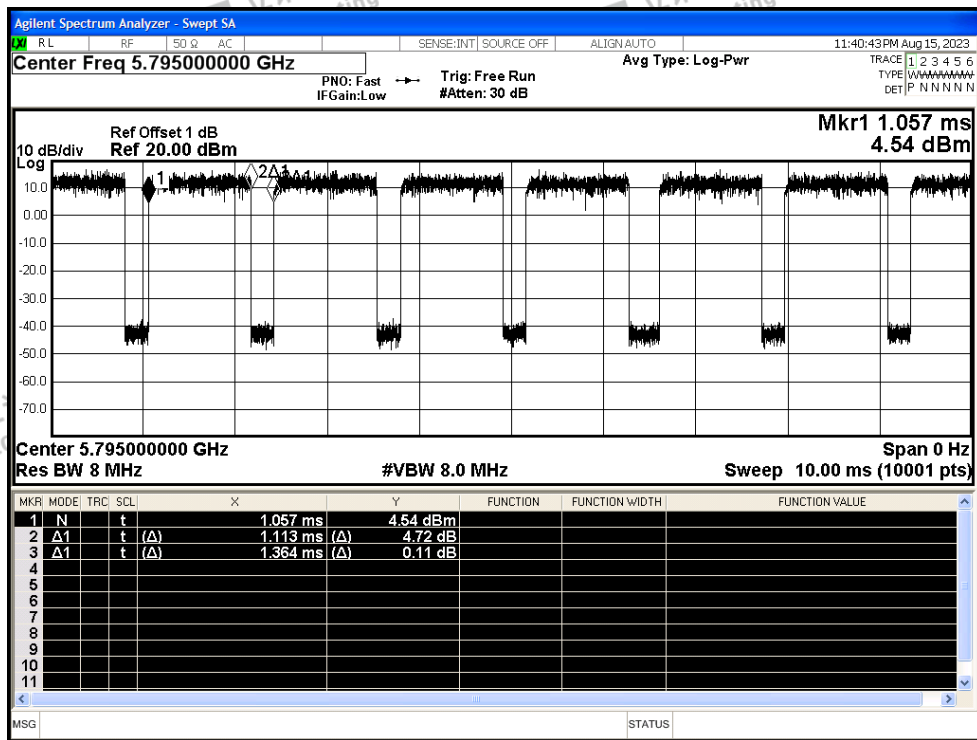 Agilent Spectrum Analyzer - Swept SA
LXI RL RF 50 Ω AC SENSE:INT SOURCE OFF ALIGN AUTO 11:40:43 PM Aug 15, 2023
Center Freq 5.795000000 GHz Avg Type: Log-Pwr TRACE 1 2 3 4 5 6
PNO: Fast Trig: Free Run TYPE
IFGain:Low #Atten: 30 dB DET P N N N N N
Mkr1 1.057 ms
4.54 dBm
Ref Offset 1 dB
10 dB/div Ref 20.00 dBm
Log
1 2Δ1
10.0
0.00
-10.0
-20.0
-30.0
-40.0
-50.0
-60.0
-70.0
Center 5.795000000 GHz Span 0 Hz
Res BW 8 MHz #VBW 8.0 MHz Sweep 10.00 ms (10001 pts)
MKR MODE TRC SCL X Y FUNCTION FUNCTION WIDTH FUNCTION VALUE
1 N t 1.057 ms 4.54 dBm
2 Δ1 t (Δ) 1.113 ms (Δ) 4.72 dB
3 Δ1 t (Δ) 1.364 ms (Δ) 0.11 dB
4
5
6
7
8
9
10
11
MSG STATUS